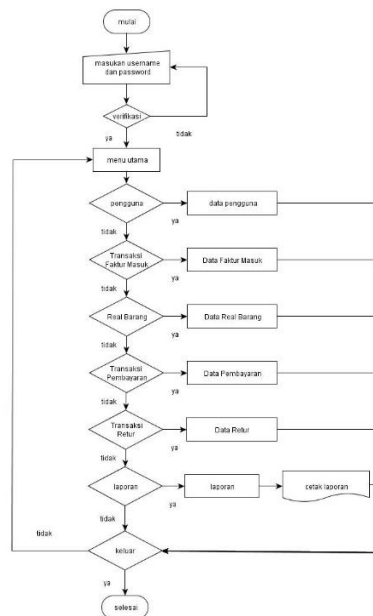 mulai
masukan username
dan password
verifikasi
ya
tidak
menu utama
pengguna
data pengguna
ya
tidak
Transaksi
Faktur Masuk
Data Faktur Masuk
ya
tidak
Real Barang
Data Real Barang
ya
tidak
Transaksi
Pembayaran
Data Pembayaran
ya
tidak
Transaksi
Retur
Data Retur
ya
tidak
laporan
laporan
cetak laporan
ya
tidak
tidak
keluar
ya
selesai